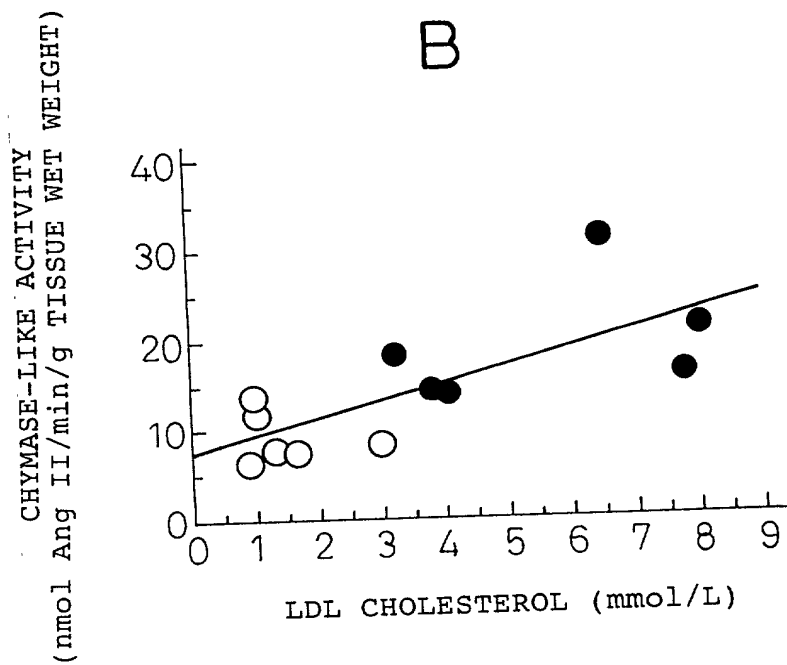 B
CHYMASE-LIKE ACTIVITY
(nmol Ang II/min/g TISSUE WET WEIGHT)
40
30
20
10
0
0 1 2 3 4 5 6 7 8 9
LDL CHOLESTEROL (mmol/L)